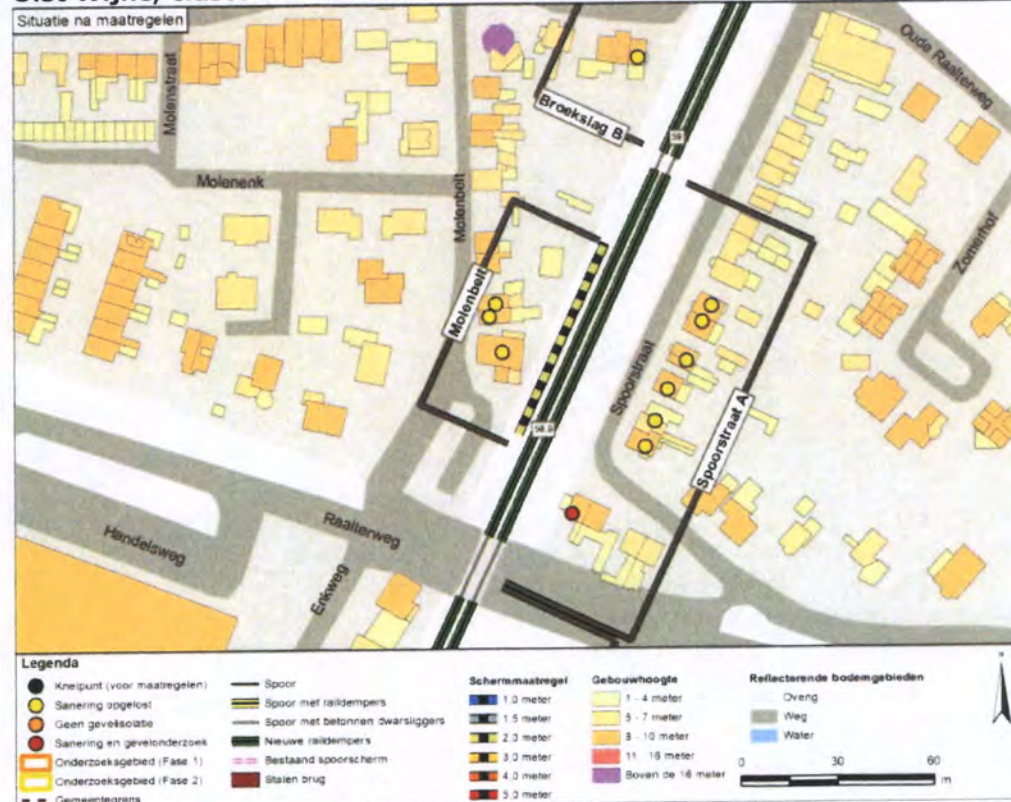 Situatie na maatregelen
Oude Raalterweg
Molenstraat
Broekslag B
59
Molenenk
Molenbelt
Zomerhof
Molenbelt
Spoorstraat
58.9
Spoorstraat A
Raalterweg
Handelsweg
Enkweg
Legenda
Knelpunt (voor maatregelen)
Sanering opgelost
Geen gevelisolatie
Sanering en gevelonderzoek
Onderzoeksgebied (Fase 1)
Onderzoeksgebied (Fase 2)
Gemeentegrens
Spoor
Spoor met raildempers
Spoor met betonnen dwarsliggers
Nieuwe raildempers
Bestaand spoorscherm
Stalen brug
Schermmaatregel
1.0 meter
1.5 meter
2.0 meter
3.0 meter
4.0 meter
5.0 meter
Gebouwhoogte
1 - 4 meter
5 - 7 meter
8 - 10 meter
11 - 16 meter
Boven de 16 meter
Reflecterende bodemgebieden
Overig
Weg
Water
0 30 60
m